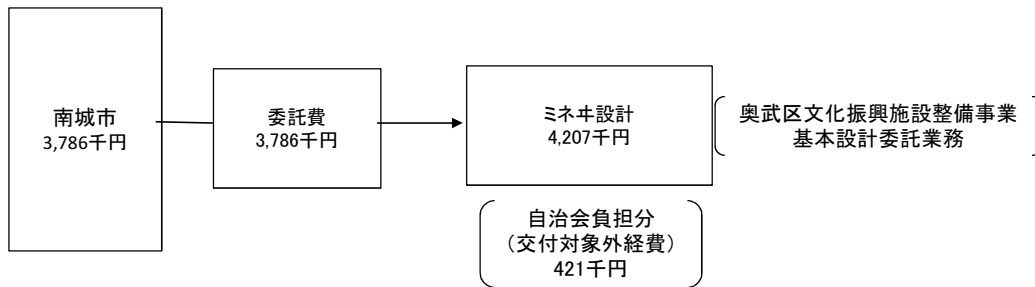 南城市
3,786千円
委託費
3,786千円
ミネヰ設計
4,207千円
奥武区文化振興施設整備事業
基本設計委託業務
自治会負担分
（交付対象外経費）
421千円